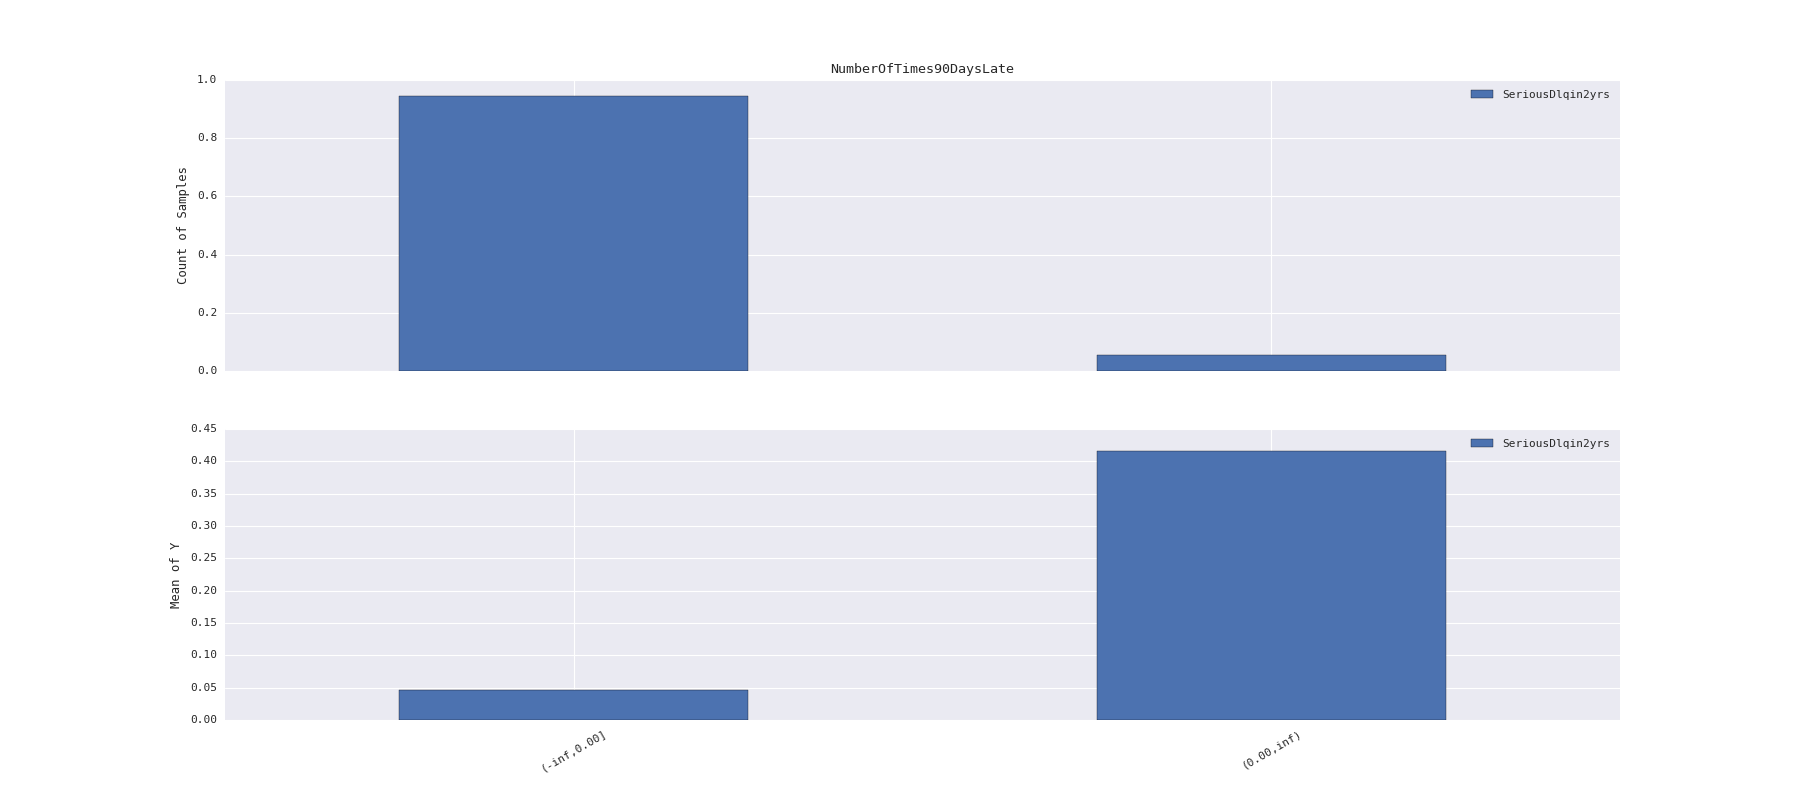 NumberOfTimes90DaysLate
1.0
0.8
0.6
0.4
0.2
0.0
Count of Samples
SeriousDlqin2yrs
0.45
0.40
0.35
0.30
0.25
0.20
0.15
0.10
0.05
0.00
Mean of Y
SeriousDlqin2yrs
(-inf,0.00]
(0.00,inf)